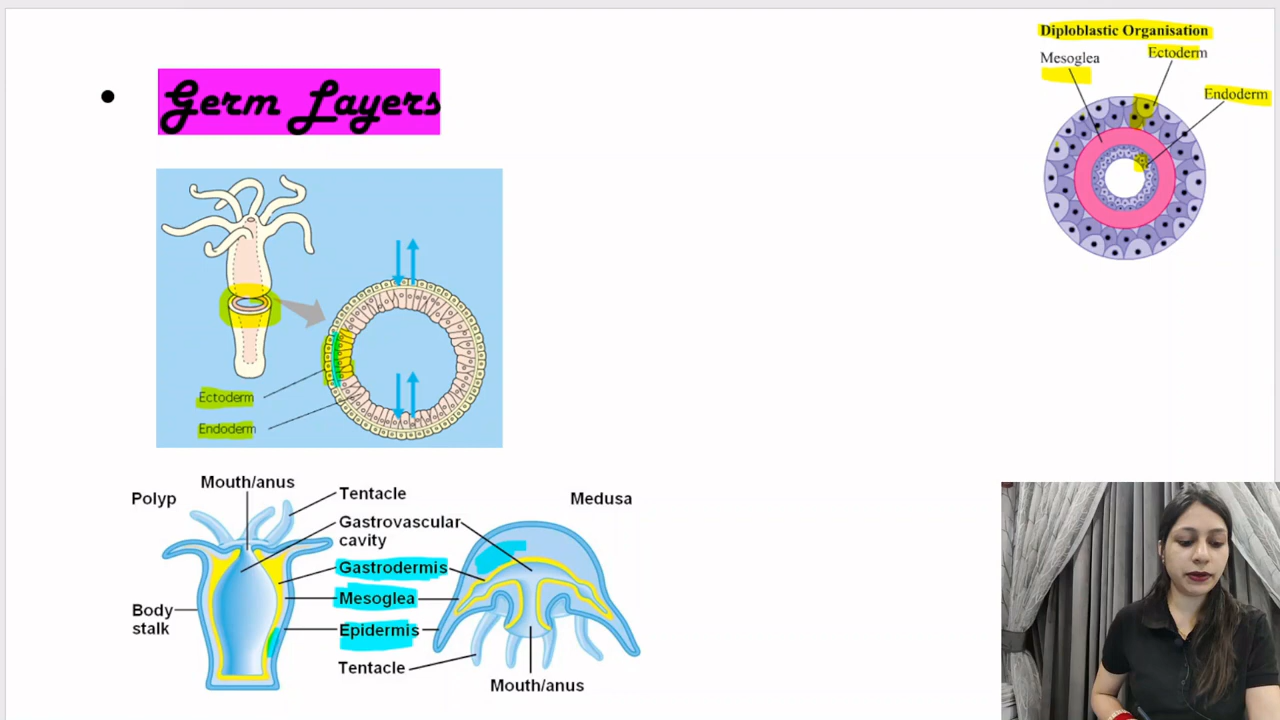 Diploblastic Organisation
Mesoglea
Ectoderm
Endoderm
Germ Layers
Ectoderm
Endoderm
Polyp
Mouth/anus
Tentacle
Medusa
Gastrovascular
cavity
Gastrodermis
Mesoglea
Body
stalk
Epidermis
Tentacle
Mouth/anus